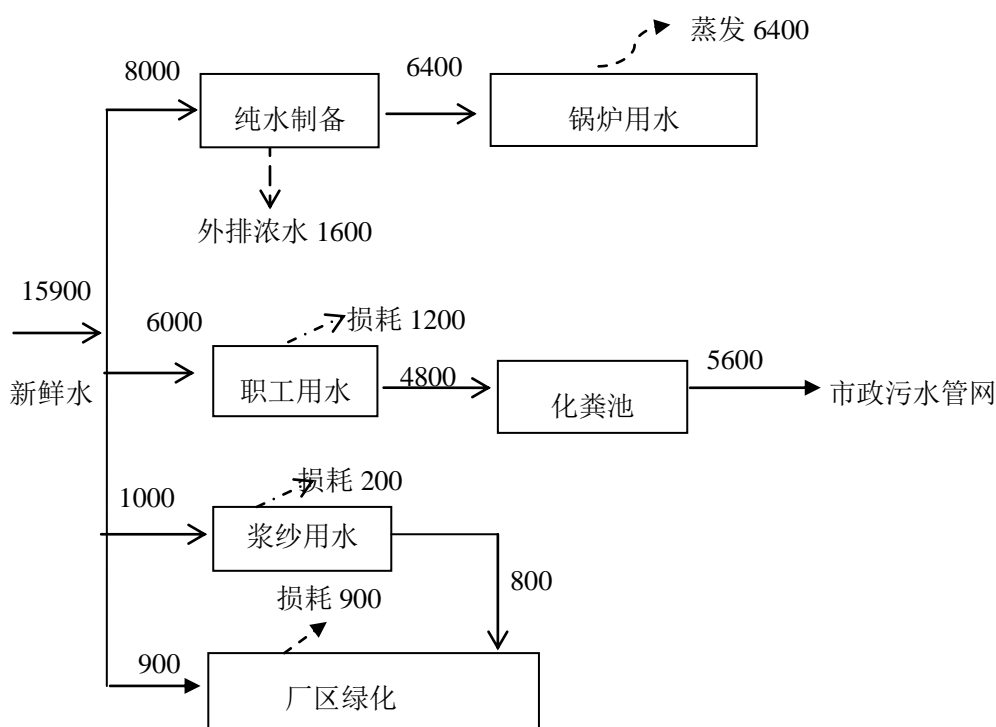 蒸发 6400
8000
6400
纯水制备
锅炉用水
外排浓水 1600
15900
新鲜水
6000
损耗 1200
职工用水
4800
化粪池
5600
市政污水管网
1000
损耗 200
浆纱用水
800
损耗 900
900
厂区绿化